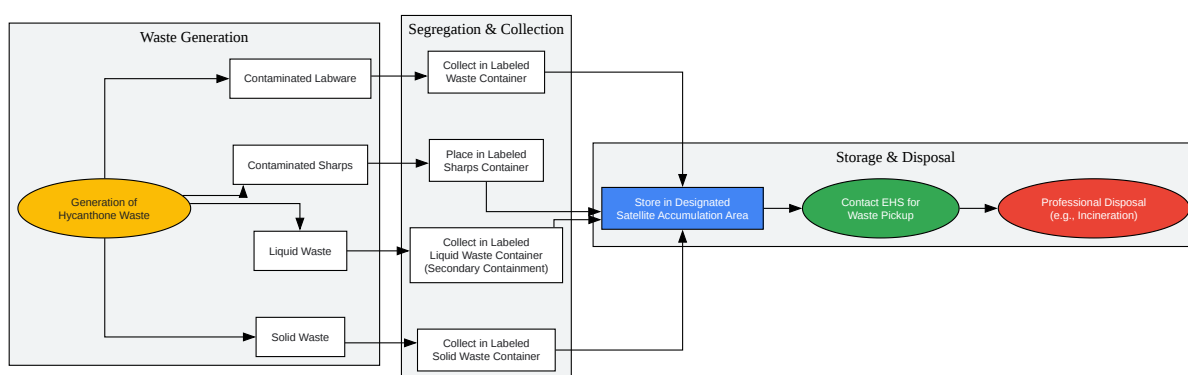 Waste Generation
Segregation & Collection
Storage & Disposal
Generation of
Hycanthone Waste
Contaminated Labware
Contaminated Sharps
Liquid Waste
Solid Waste
Collect in Labeled
Waste Container
Place in Labeled
Sharps Container
Collect in Labeled
Liquid Waste Container
(Secondary Containment)
Collect in Labeled
Solid Waste Container
Store in Designated
Satellite Accumulation Area
Contact EHS for
Waste Pickup
Professional Disposal
(e.g., Incineration)